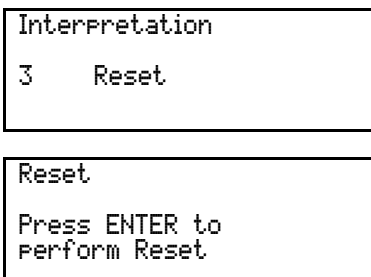 Interpretation
3 Reset
Reset
Press ENTER to
perform Reset